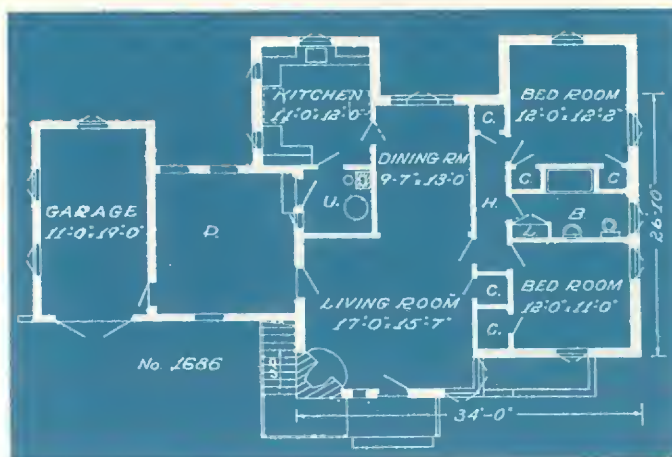 KITCHEN
11'-0" x 12'-0"
BED ROOM
12'-0" x 12'-2"
C.
DINING RM
9'-7" x 13'-0"
C
C
GARAGE
11'-0" x 19'-0"
P.
U.
H.
L
B
26'-10"
LIVING ROOM
17'-0" x 15'-7"
C.
C.
BED ROOM
12'-0" x 11'-0"
No. 1686
UP
34'-0"